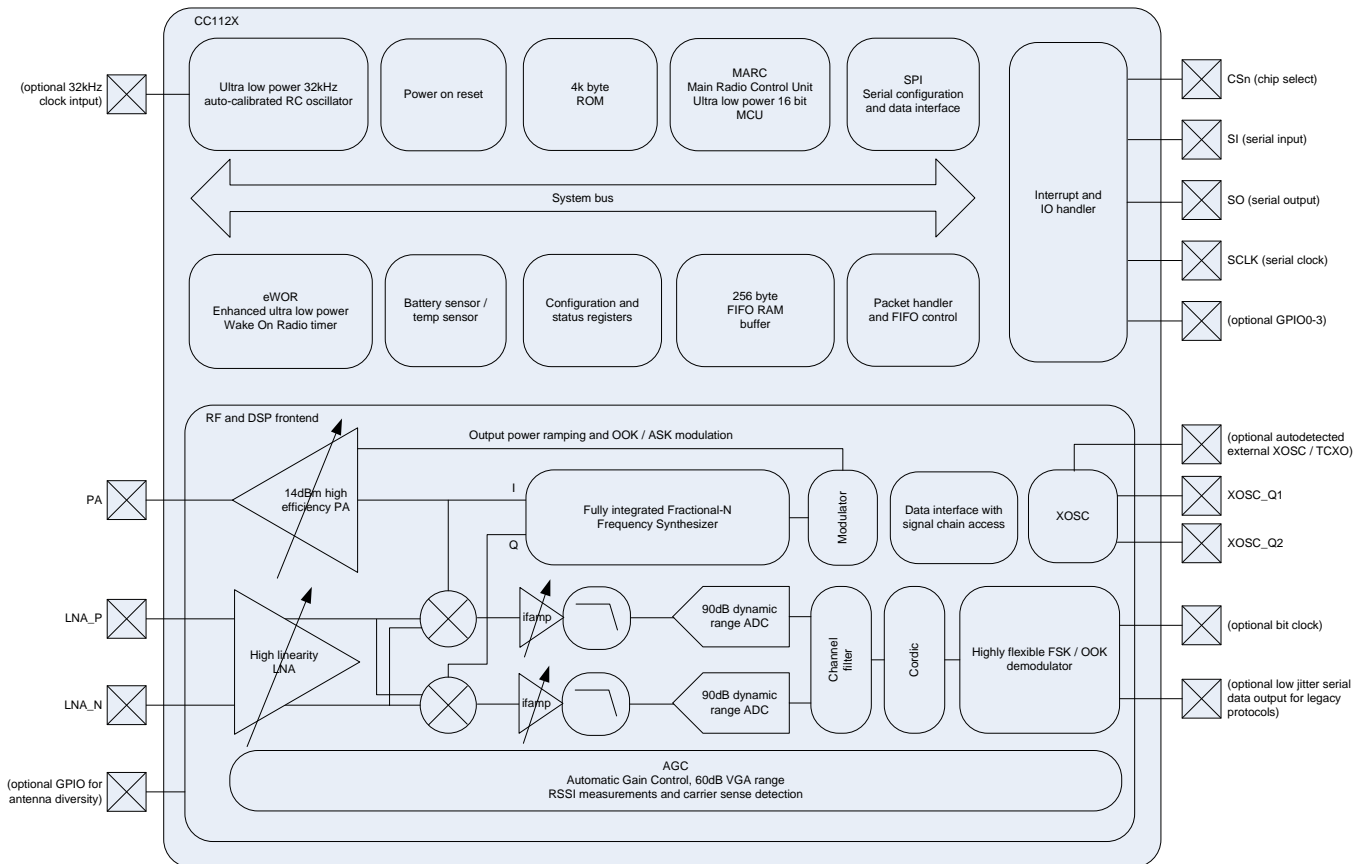 CC112X
(optional 32kHz
clock intput)
Ultra low power 32kHz
auto-calibrated RC oscillator
Power on reset
4k byte
ROM
MARC
Main Radio Control Unit
Ultra low power 16 bit
MCU
SPI
Serial configuration
and data interface
Interrupt and
IO handler
CSn (chip select)
SI (serial input)
SO (serial output)
SCLK (serial clock)
(optional GPIO0-3)
System bus
eWOR
Enhanced ultra low power
Wake On Radio timer
Battery sensor /
temp sensor
Configuration and
status registers
256 byte
FIFO RAM
buffer
Packet handler
and FIFO control
RF and DSP frontend
Output power ramping and OOK / ASK modulation
PA
14dBm high
efficiency PA
I
Q
Fully integrated Fractional-N
Frequency Synthesizer
Modulator
Data interface with
signal chain access
XOSC
(optional autodetected
external XOSC / TCXO)
XOSC_Q1
XOSC_Q2
LNA_P
LNA_N
High linearity
LNA
ifamp
ifamp
90dB dynamic
range ADC
90dB dynamic
range ADC
Channel
filter
Cordic
Highly flexible FSK / OOK
demodulator
(optional bit clock)
(optional low jitter serial
data output for legacy
protocols)
(optional GPIO for
antenna diversity)
AGC
Automatic Gain Control, 60dB VGA range
RSSI measurements and carrier sense detection